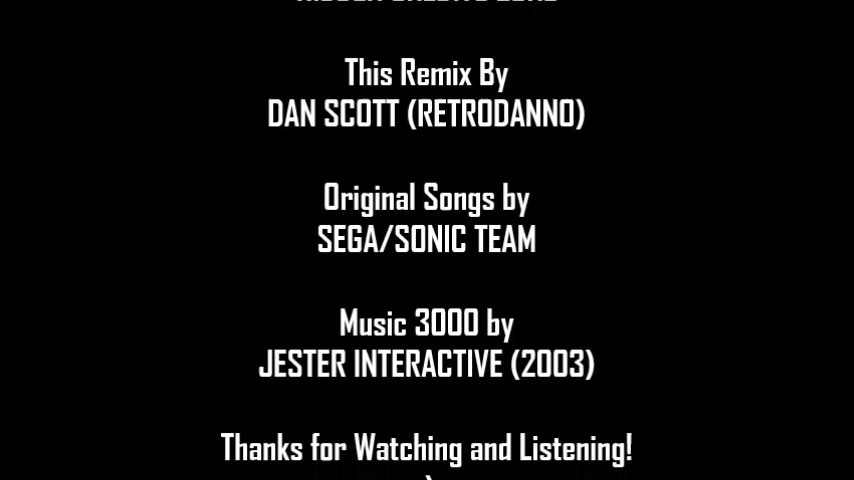 This Remix By
DAN SCOTT (RETRODANNO)
Original Songs by
SEGA/SONIC TEAM
Music 3000 by
JESTER INTERACTIVE (2003)
Thanks for Watching and Listening!